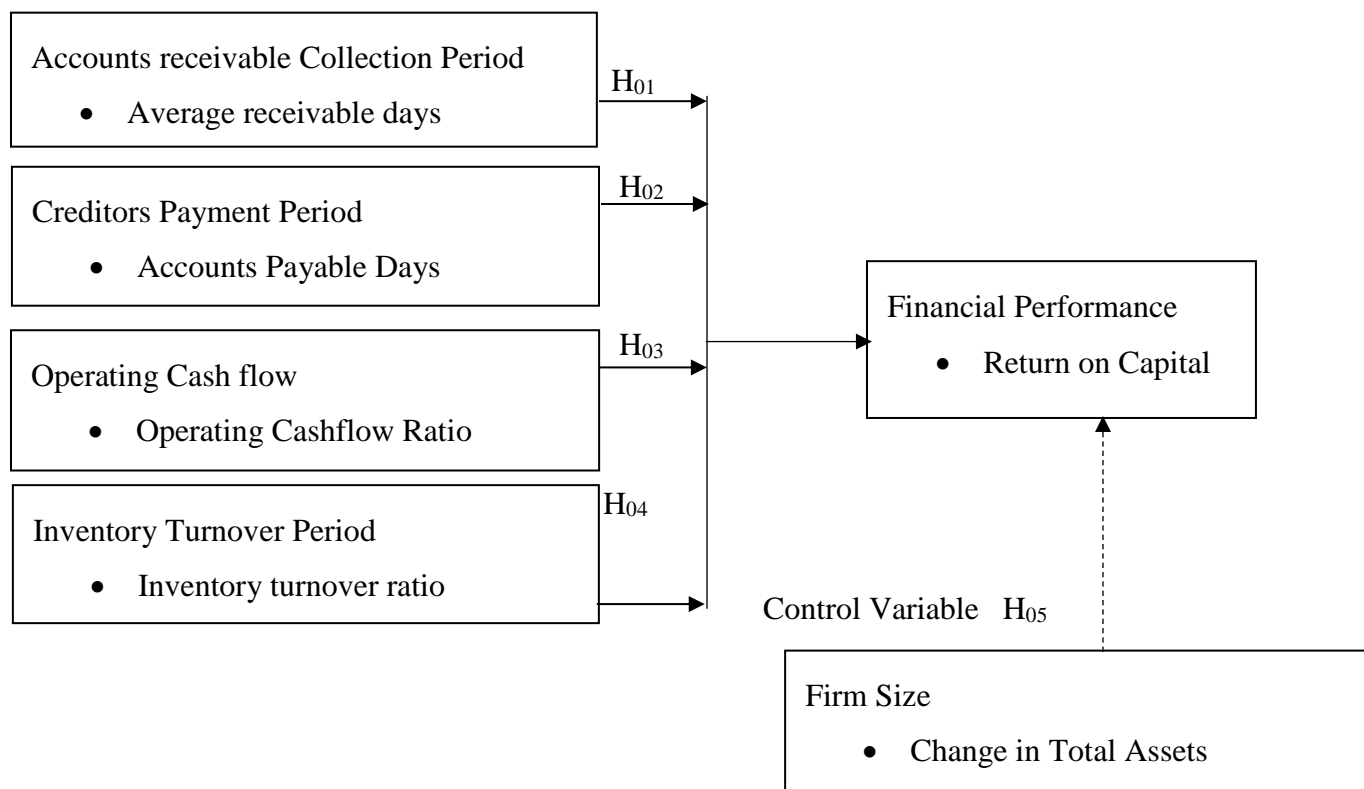 Accounts receivable Collection Period
• Average receivable days
H01
Creditors Payment Period
• Accounts Payable Days
H02
Operating Cash flow
• Operating Cashflow Ratio
H03
Inventory Turnover Period
• Inventory turnover ratio
H04
Financial Performance
• Return on Capital
Control Variable H05
Firm Size
• Change in Total Assets